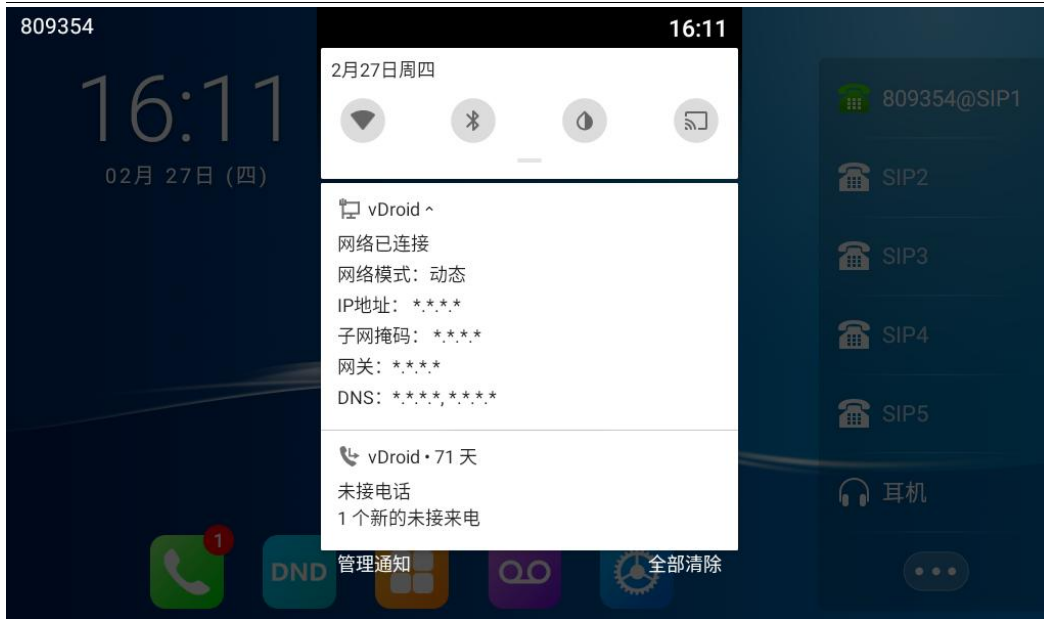 809354
16:11
16:11
02月 27日 (四)
2月27日周四
vDroid
网络已连接
网络模式：动态
IP地址： *.*.*.*
子网掩码： *.*.*.*
网关：*.*.*.*
DNS：*.*.*.*, *.*.*.*
vDroid • 71 天
未接电话
1 个新的未接来电
管理通知
全部清除
809354@SIP1
SIP2
SIP3
SIP4
SIP5
耳机
1
DND